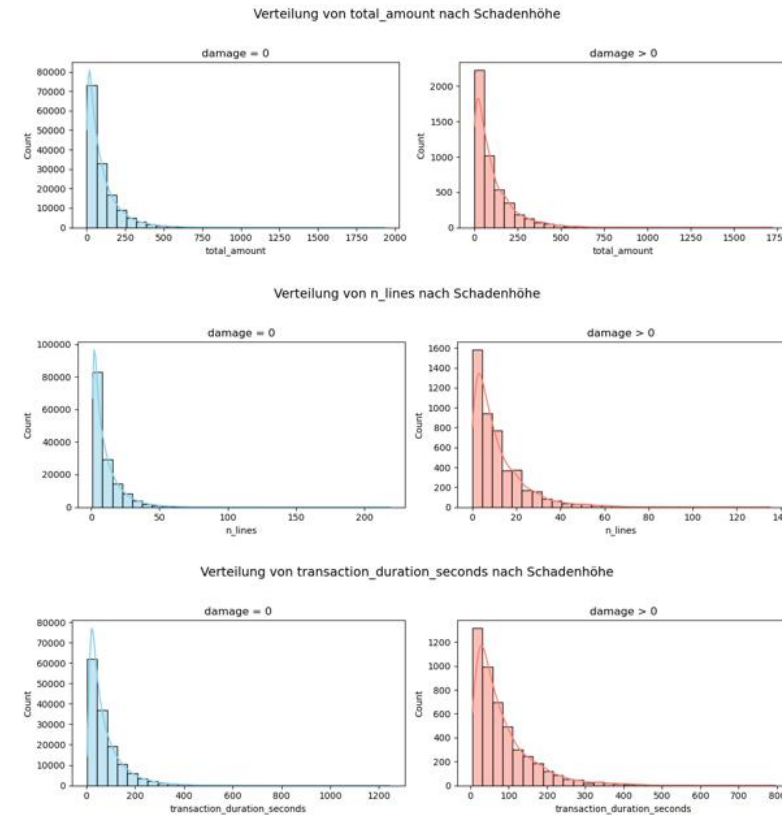 Verteilung von total_amount nach Schadenhöhe
damage = 0
damage > 0
80000
70000
60000
50000
40000
30000
20000
10000
0
Count
0 250 500 750 1000 1250 1500 1750 2000
total_amount
2000
1500
1000
500
0
Count
0 250 500 750 1000 1250 1500
total_amount
Verteilung von n_lines nach Schadenhöhe
damage = 0
damage > 0
100000
80000
60000
40000
20000
0
Count
0 50 100 150 200
n_lines
1600
1400
1200
1000
800
600
400
200
0
Count
0 20 40 60 80 100 120
n_lines
Verteilung von transaction_duration_seconds nach Schadenhöhe
damage = 0
damage > 0
80000
70000
60000
50000
40000
30000
20000
10000
0
Count
0 200 400 600 800 1000 1200
transaction_duration_seconds
1200
1000
800
600
400
200
0
Count
0 100 200 300 400 500 600 700 800
transaction_duration_seconds